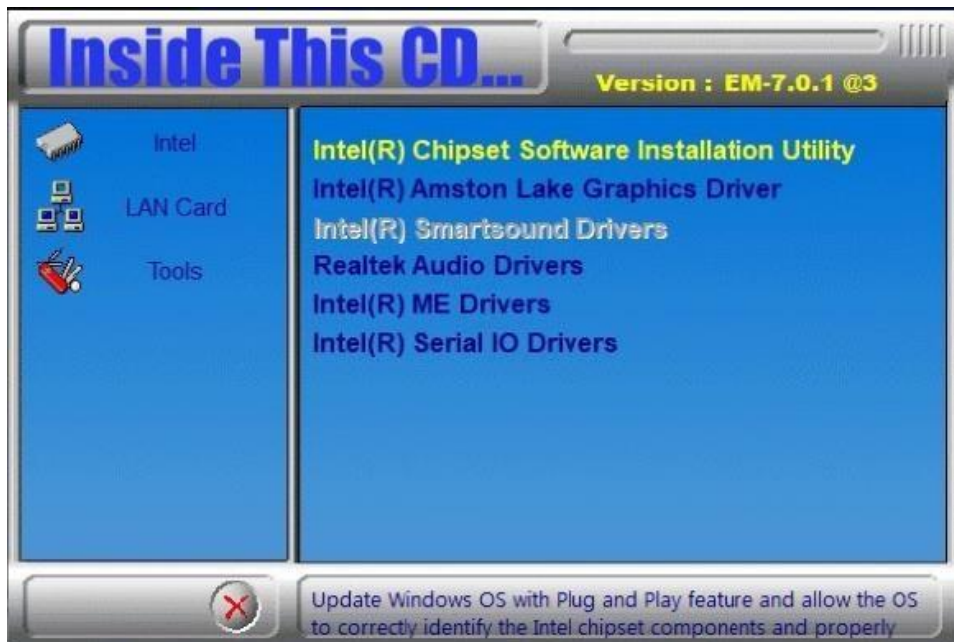 Inside This CD...
Version : EM-7.0.1 @3
Intel
LAN Card
Tools
Intel(R) Chipset Software Installation Utility
Intel(R) Amston Lake Graphics Driver
Intel(R) Smartsound Drivers
Realtek Audio Drivers
Intel(R) ME Drivers
Intel(R) Serial IO Drivers
Update Windows OS with Plug and Play feature and allow the OS
to correctly identify the Intel chipset components and properly